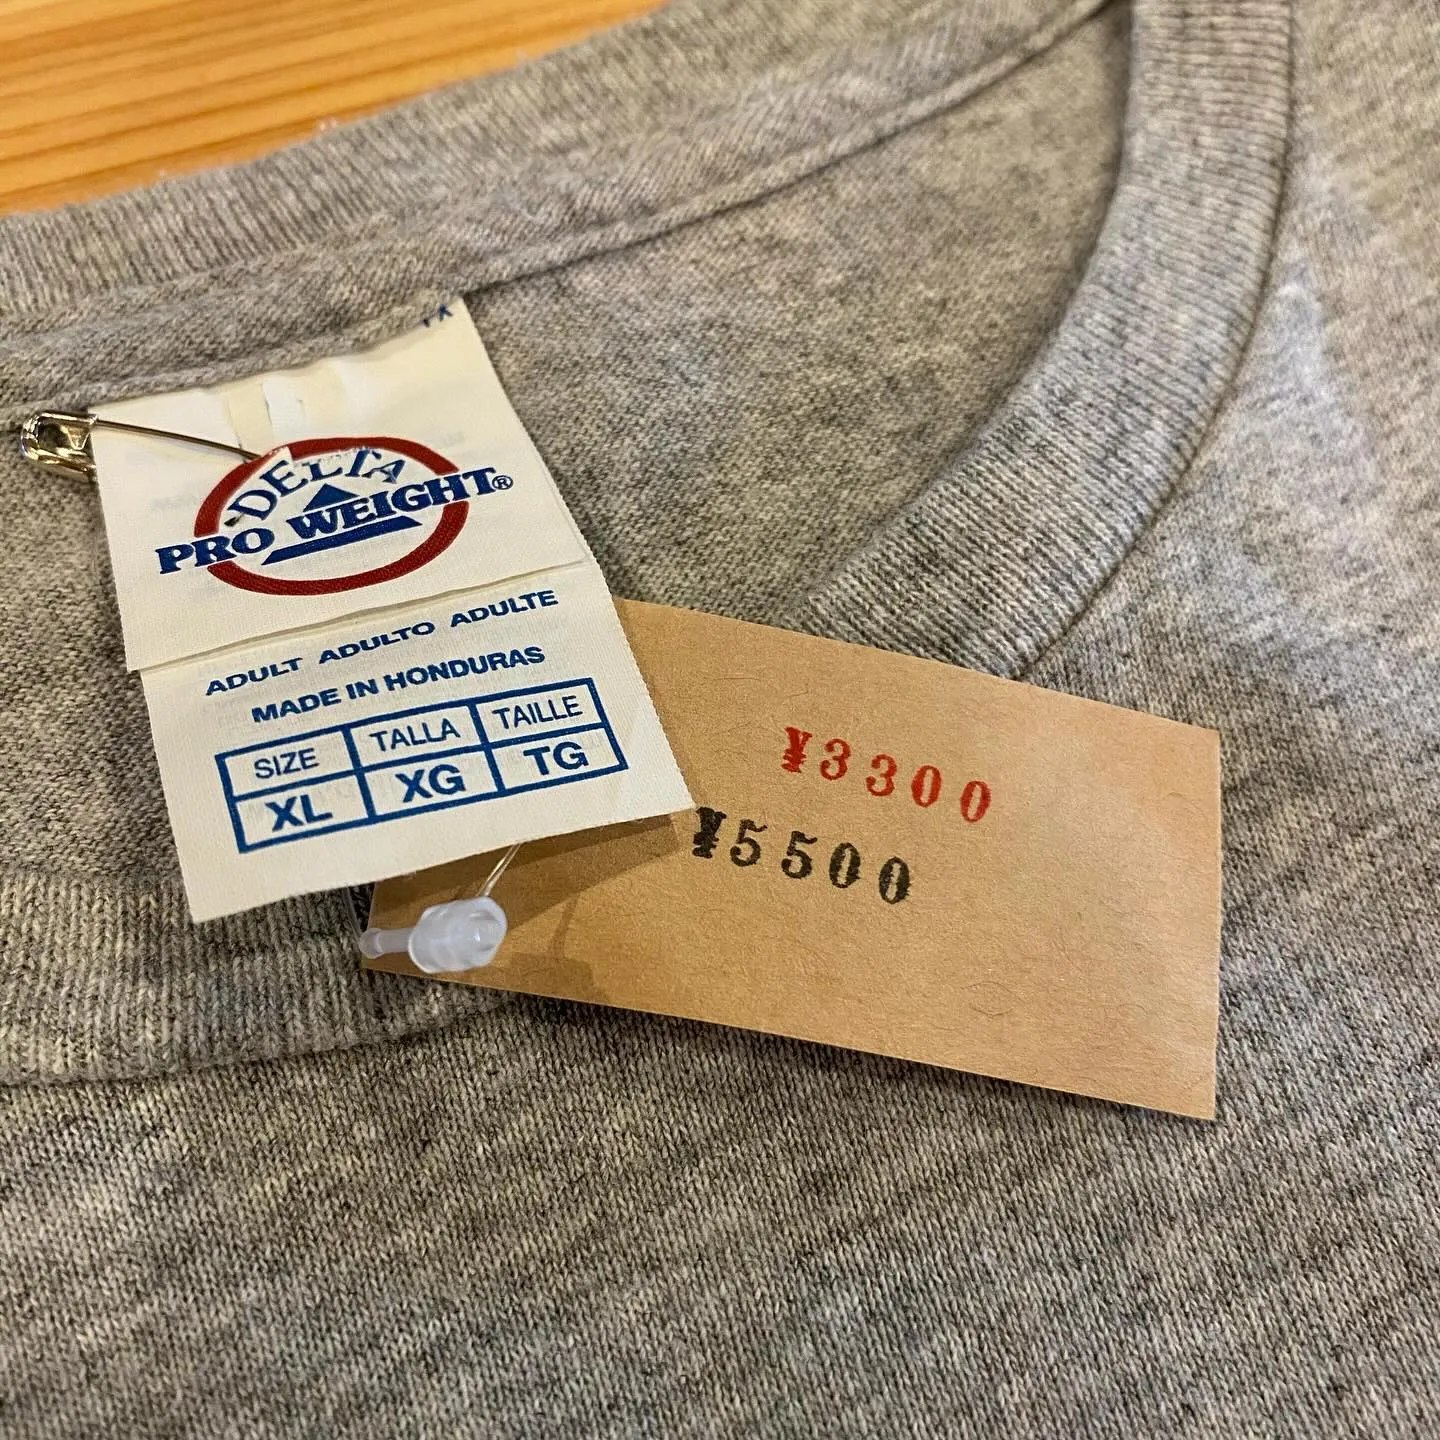 DELTA
PRO WEIGHT®
ADULT ADULTO ADULTE
MADE IN HONDURAS
SIZE TALLA TAILLE
XL XG TG
¥3300
¥5500